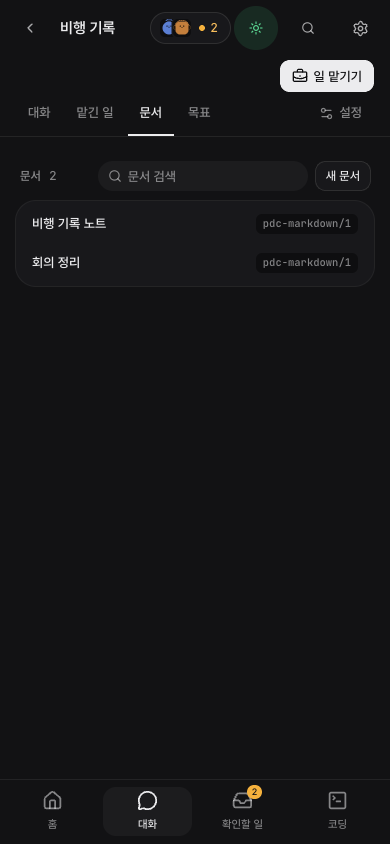 비행 기록
2
일 맡기기
대화
맡긴 일
문서
목표
설정
문서 2
문서 검색
새 문서
비행 기록 노트
pdc-markdown/1
회의 정리
pdc-markdown/1
홈
대화
2
확인할 일
코딩